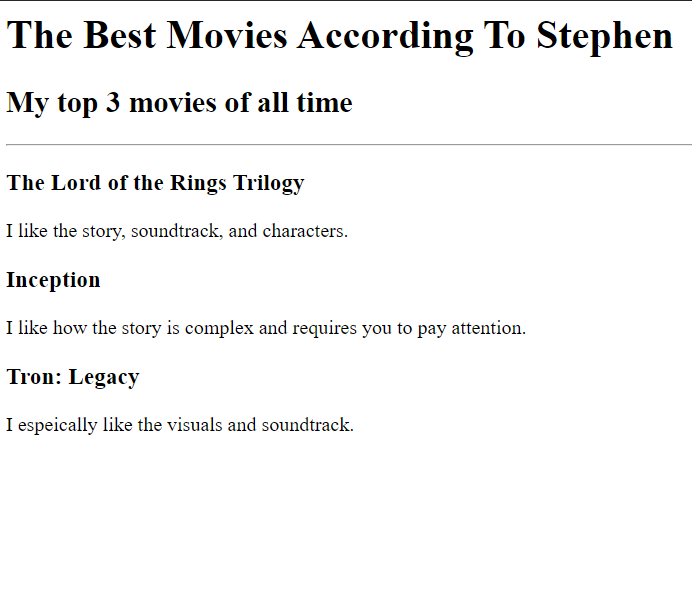 The Best Movies According To Stephen
My top 3 movies of all time
The Lord of the Rings Trilogy
I like the story, soundtrack, and characters.
Inception
I like how the story is complex and requires you to pay attention.
Tron: Legacy
I espeically like the visuals and soundtrack.